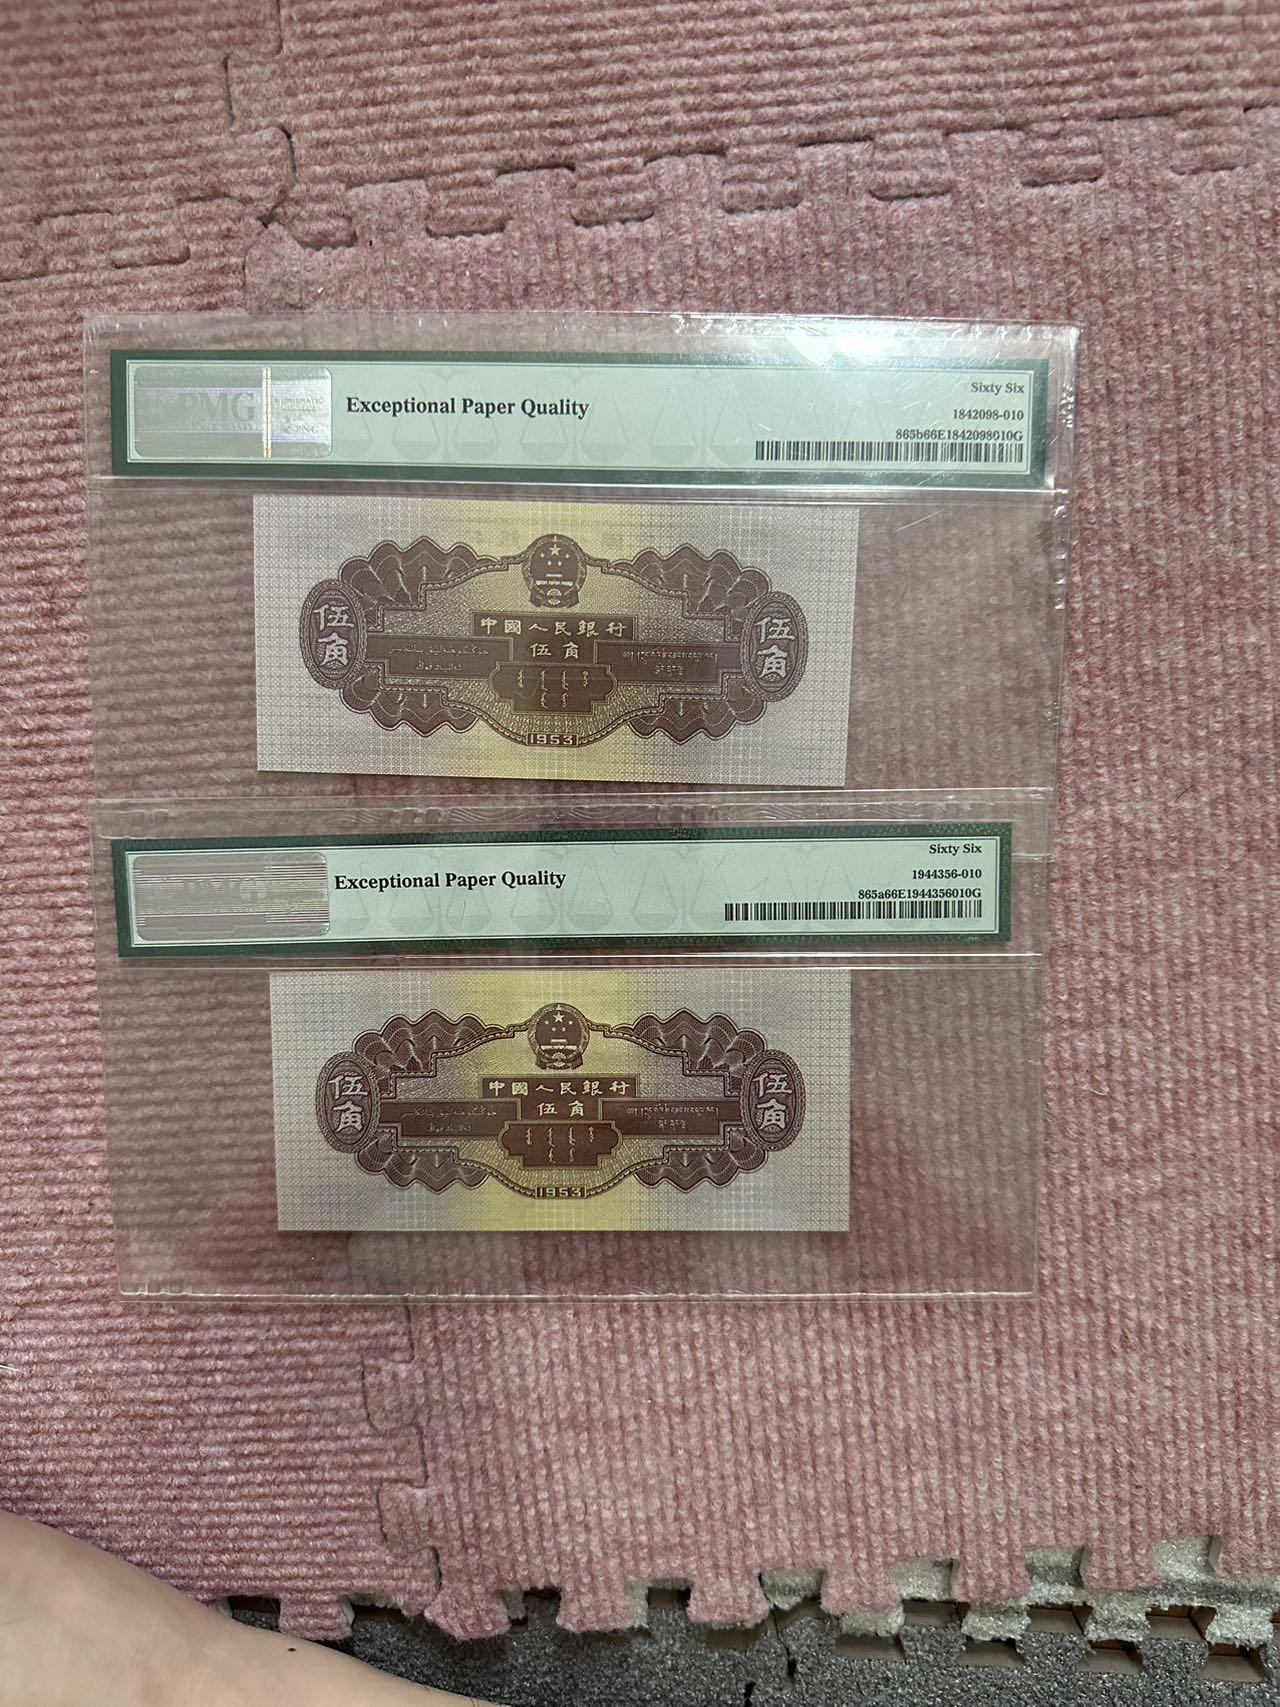 PMG
NUMISMATIC
Exceptional Paper Quality
Sixty Six
1842098-010
865b66E1842098010G
中國人民銀行
伍角
伍角
伍角
1953
PMG
Exceptional Paper Quality
Sixty Six
1944356-010
865a66E1944356010G
中國人民銀行
伍角
伍角
伍角
1953